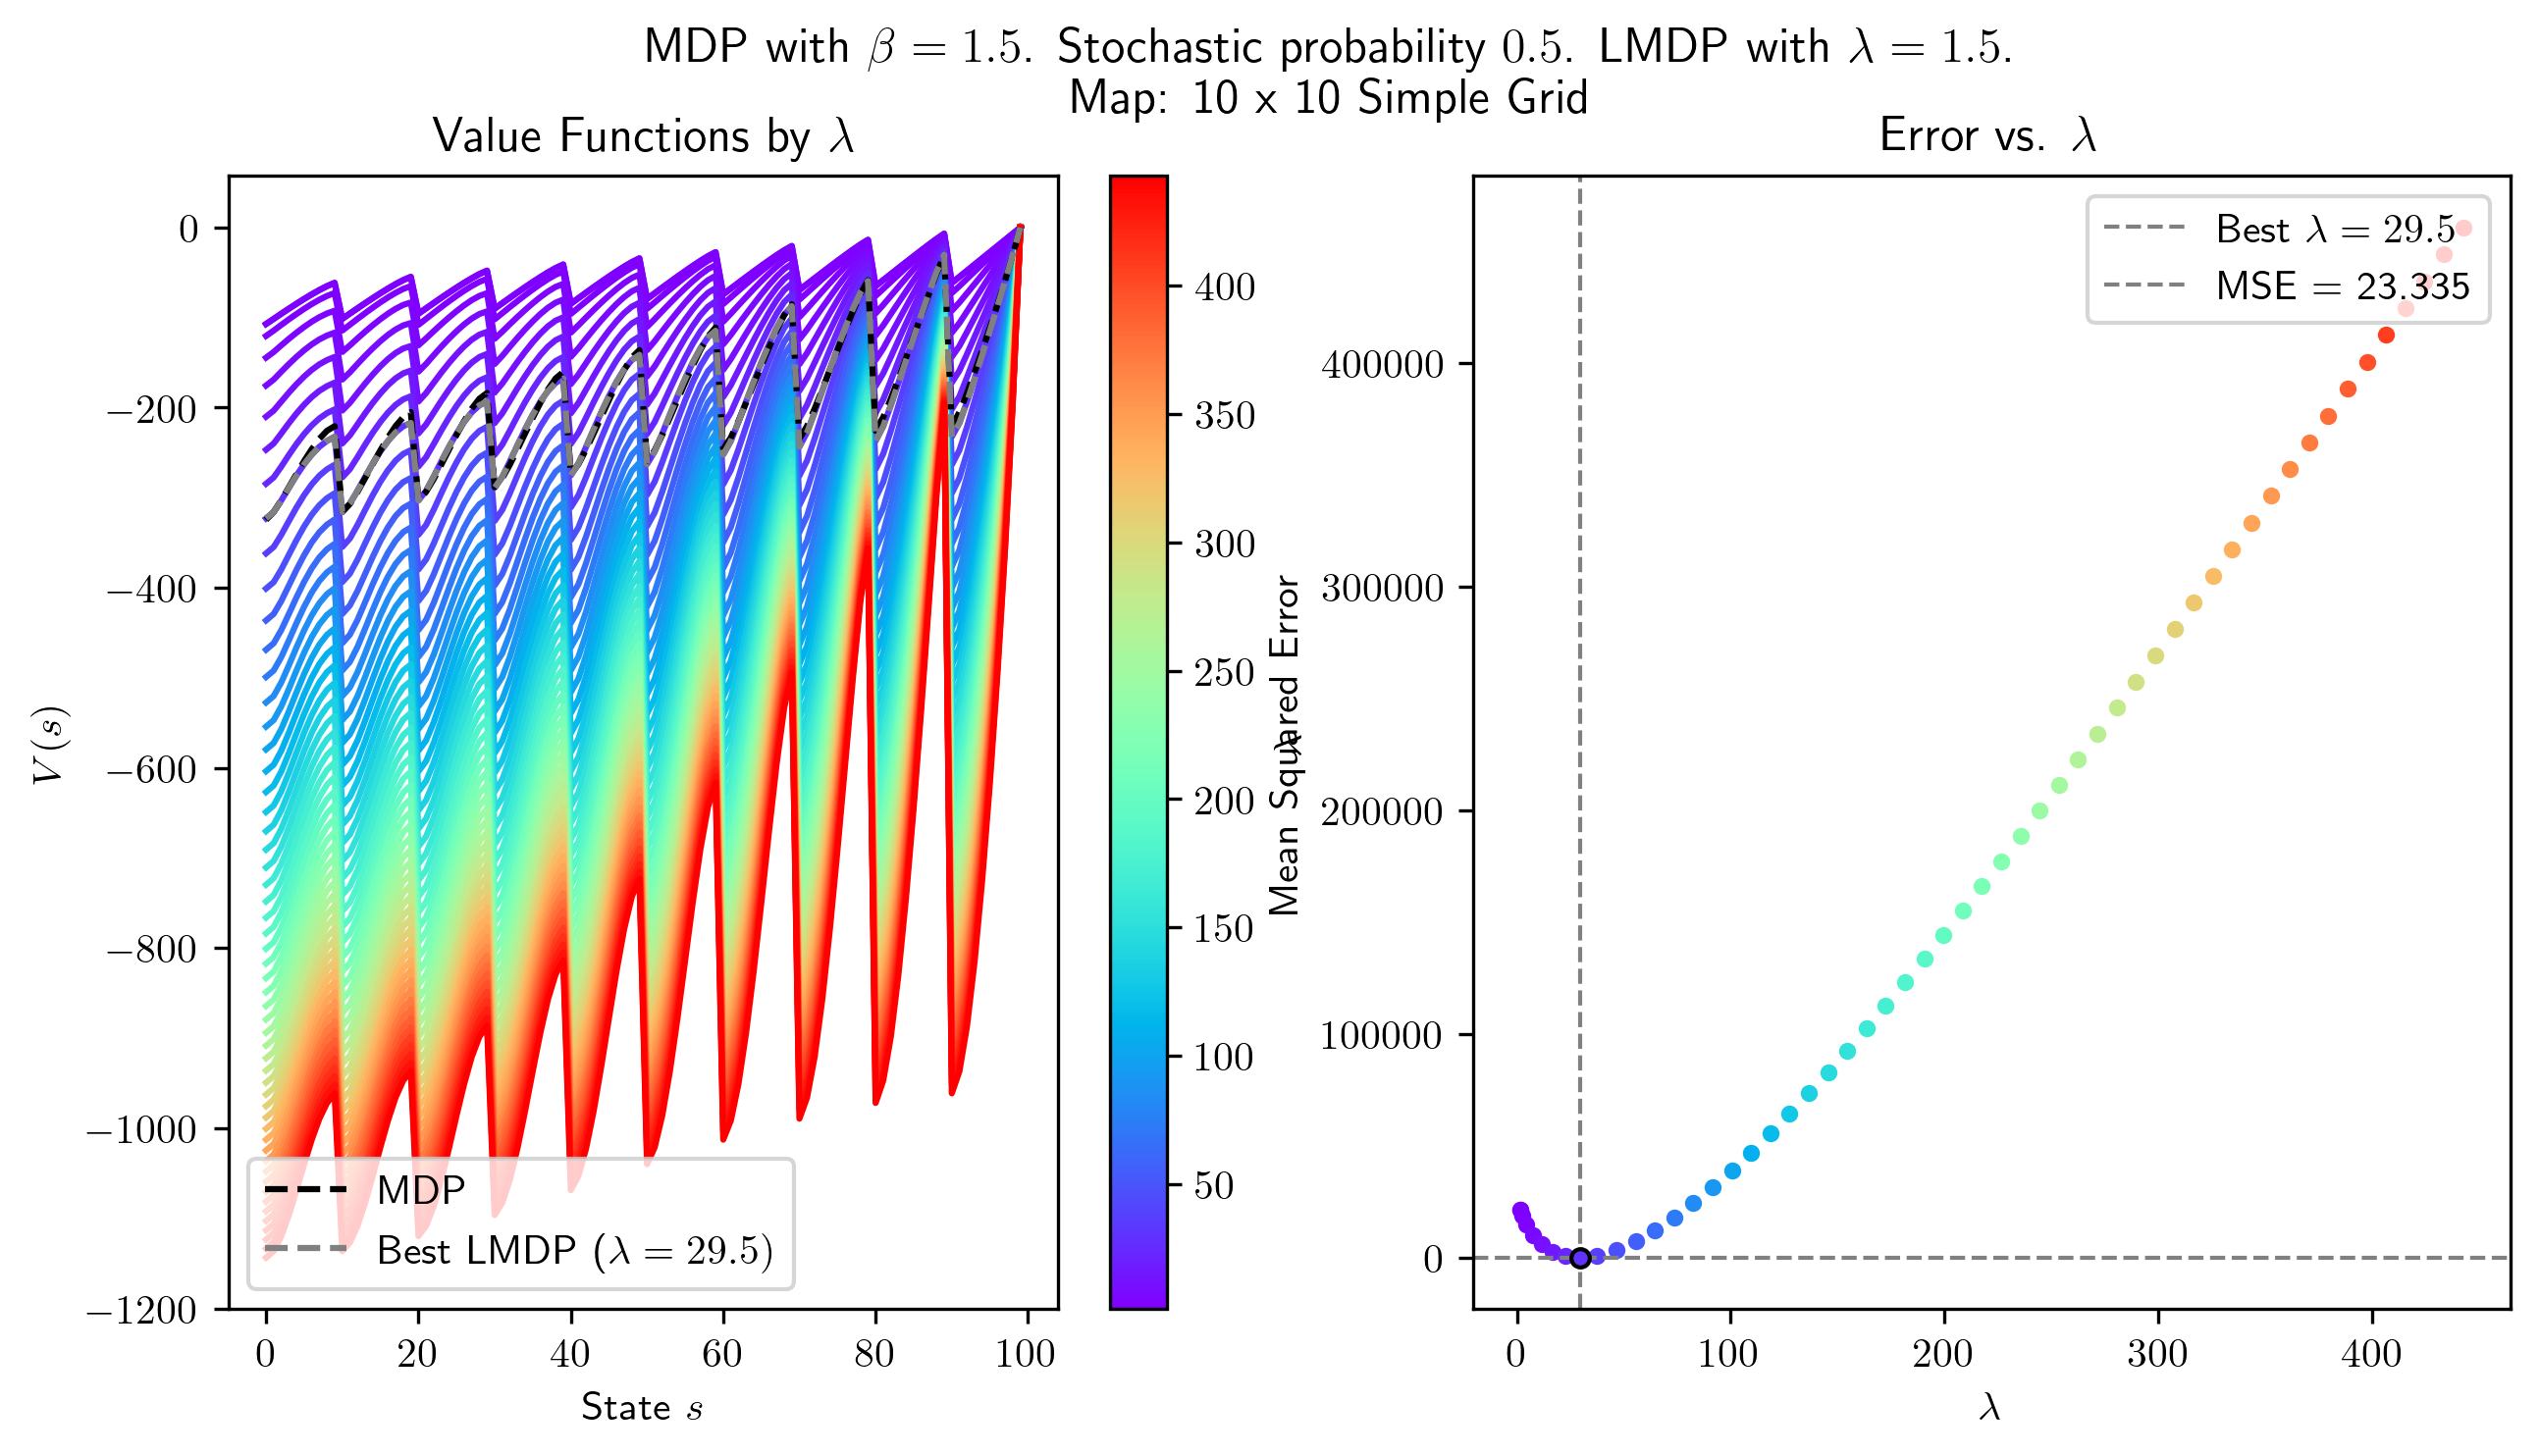 MDP with β = 1.5. Stochastic probability 0.5. LMDP with λ = 1.5.
Map: 10 x 10 Simple Grid
Value Functions by λ
V(s)
0
−200
−400
−600
−800
−1000
−1200
0
20
40
60
80
100
State s
MDP
Best LMDP (λ = 29.5)
400
350
300
250
200
150
100
50
λ
Error vs. λ
Mean Squared Error
400000
300000
200000
100000
0
0
100
200
300
400
λ
Best λ = 29.5
MSE = 23.335